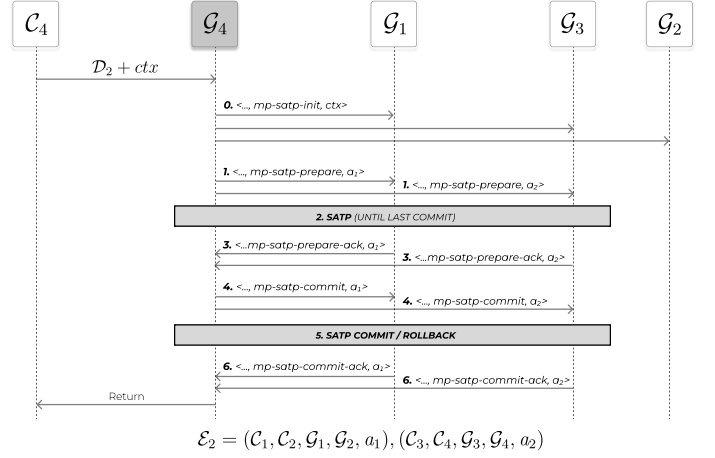 𝒞₄ 𝒢₄ 𝒢₁ 𝒢₃ 𝒢₂
𝒟₂ + ctx
0. <..., mp-satp-init, ctx>
1. <..., mp-satp-prepare, a₁>
1. <..., mp-satp-prepare, a₂>
2. SATP (UNTIL LAST COMMIT)
3. <...mp-satp-prepare-ack, a₁>
3. <...mp-satp-prepare-ack, a₂>
4. <..., mp-satp-commit, a₁>
4. <..., mp-satp-commit, a₂>
5. SATP COMMIT / ROLLBACK
6. <..., mp-satp-commit-ack, a₁>
6. <..., mp-satp-commit-ack, a₂>
Return
ℰ₂ = (𝒞₁, 𝒞₂, 𝒢₁, 𝒢₂, a₁), (𝒞₃, 𝒞₄, 𝒢₃, 𝒢₄, a₂)